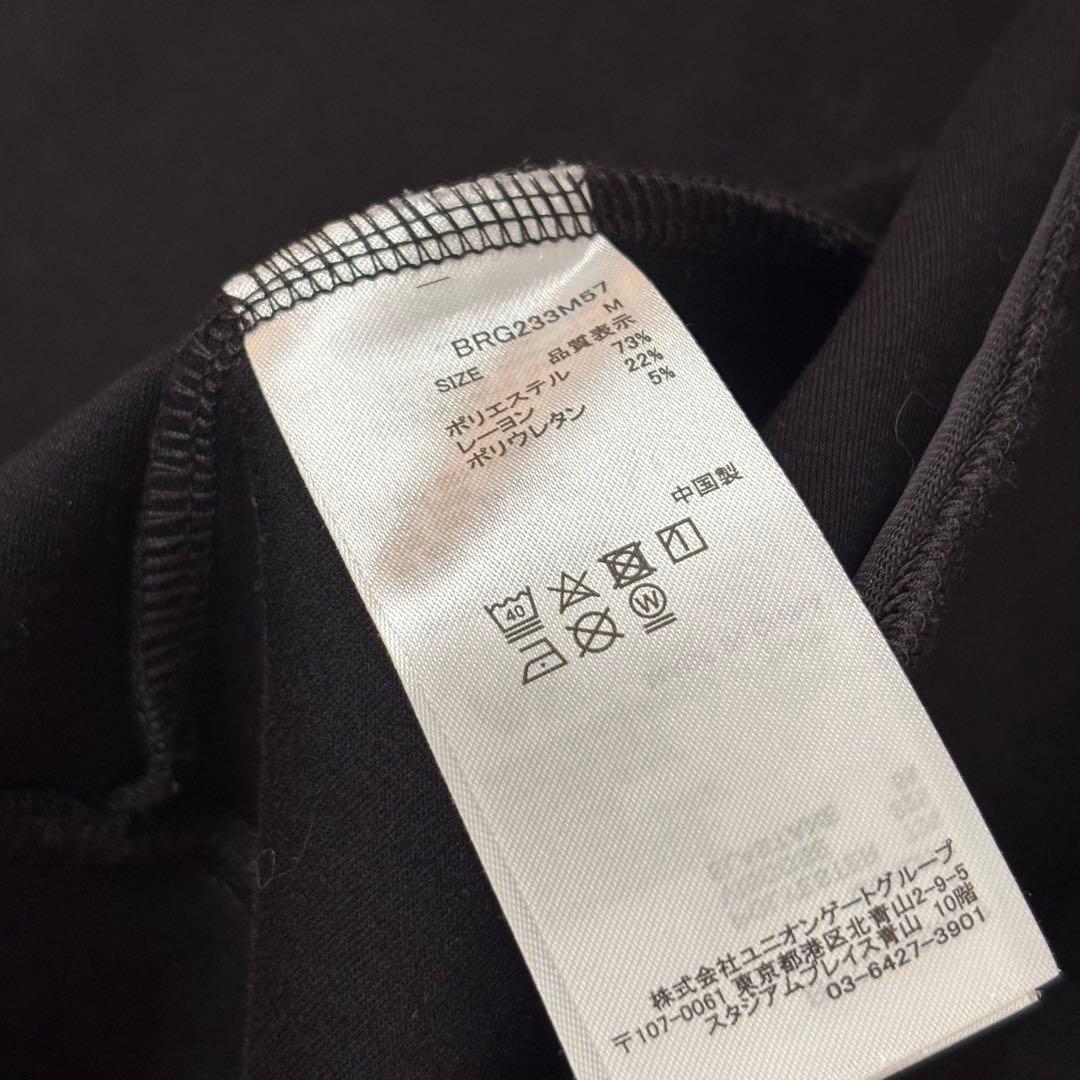 BRG233M57
SIZE M
品質表示
ポリエステル 73%
レーヨン 22%
ポリウレタン 5%
中国製
40
W
株式会社ユニオンゲートグループ
〒107-0061 東京都港区北青山2-9-5
スタジアムプレイス青山 10階
03-6427-3901